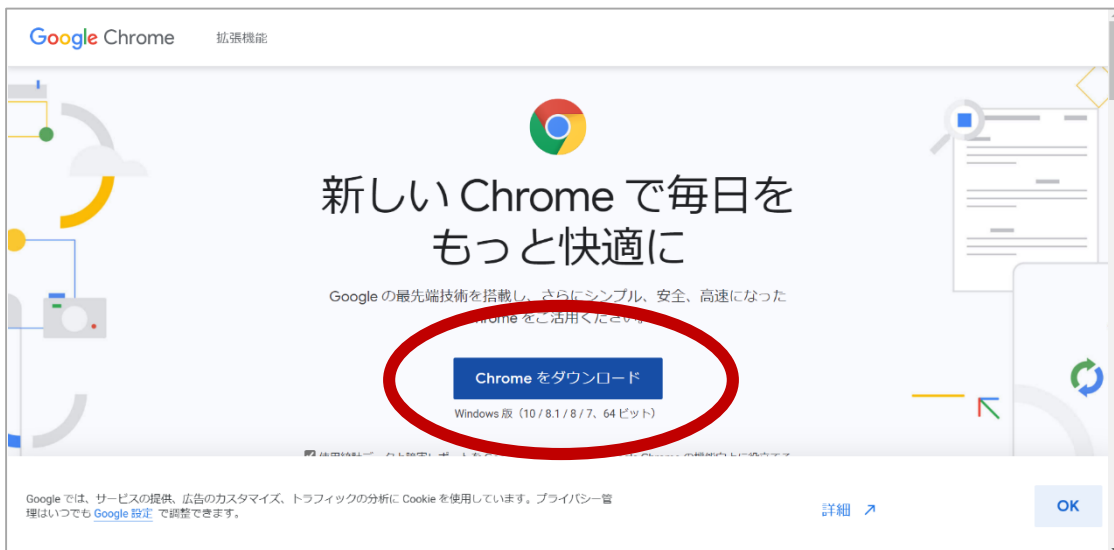 Google Chrome 拡張機能
新しい Chrome で毎日を
もっと快適に
Google の最先端技術を搭載し、さらにシンプル、安全、高速になった
Chrome をご活用ください。
Chrome をダウンロード
Windows 版（10 / 8.1 / 8 / 7、64 ビット）
Google では、サービスの提供、広告のカスタマイズ、トラフィックの分析に Cookie を使用しています。プライバシー管
理はいつでも Google 設定 で調整できます。
詳細
OK